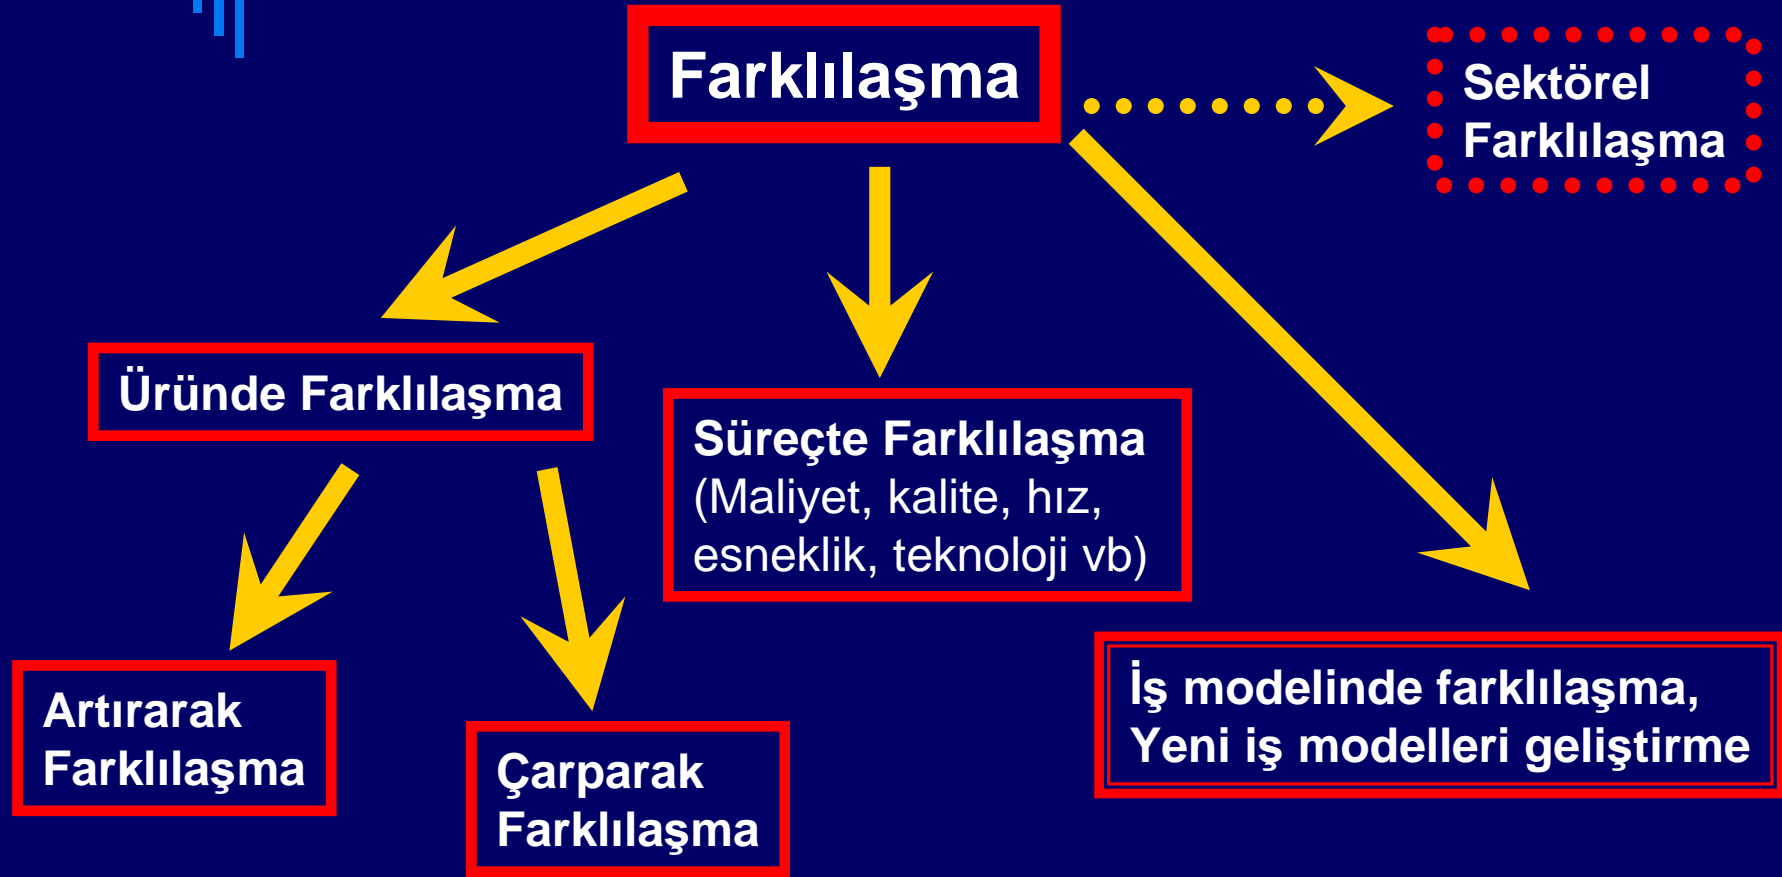 Farklılaşma
Sektörel
Farklılaşma
Üründe Farklılaşma
Süreçte Farklılaşma
(Maliyet, kalite, hız,
esneklik, teknoloji vb)
Artırarak
Farklılaşma
Çarparak
Farklılaşma
İş modelinde farklılaşma,
Yeni iş modelleri geliştirme